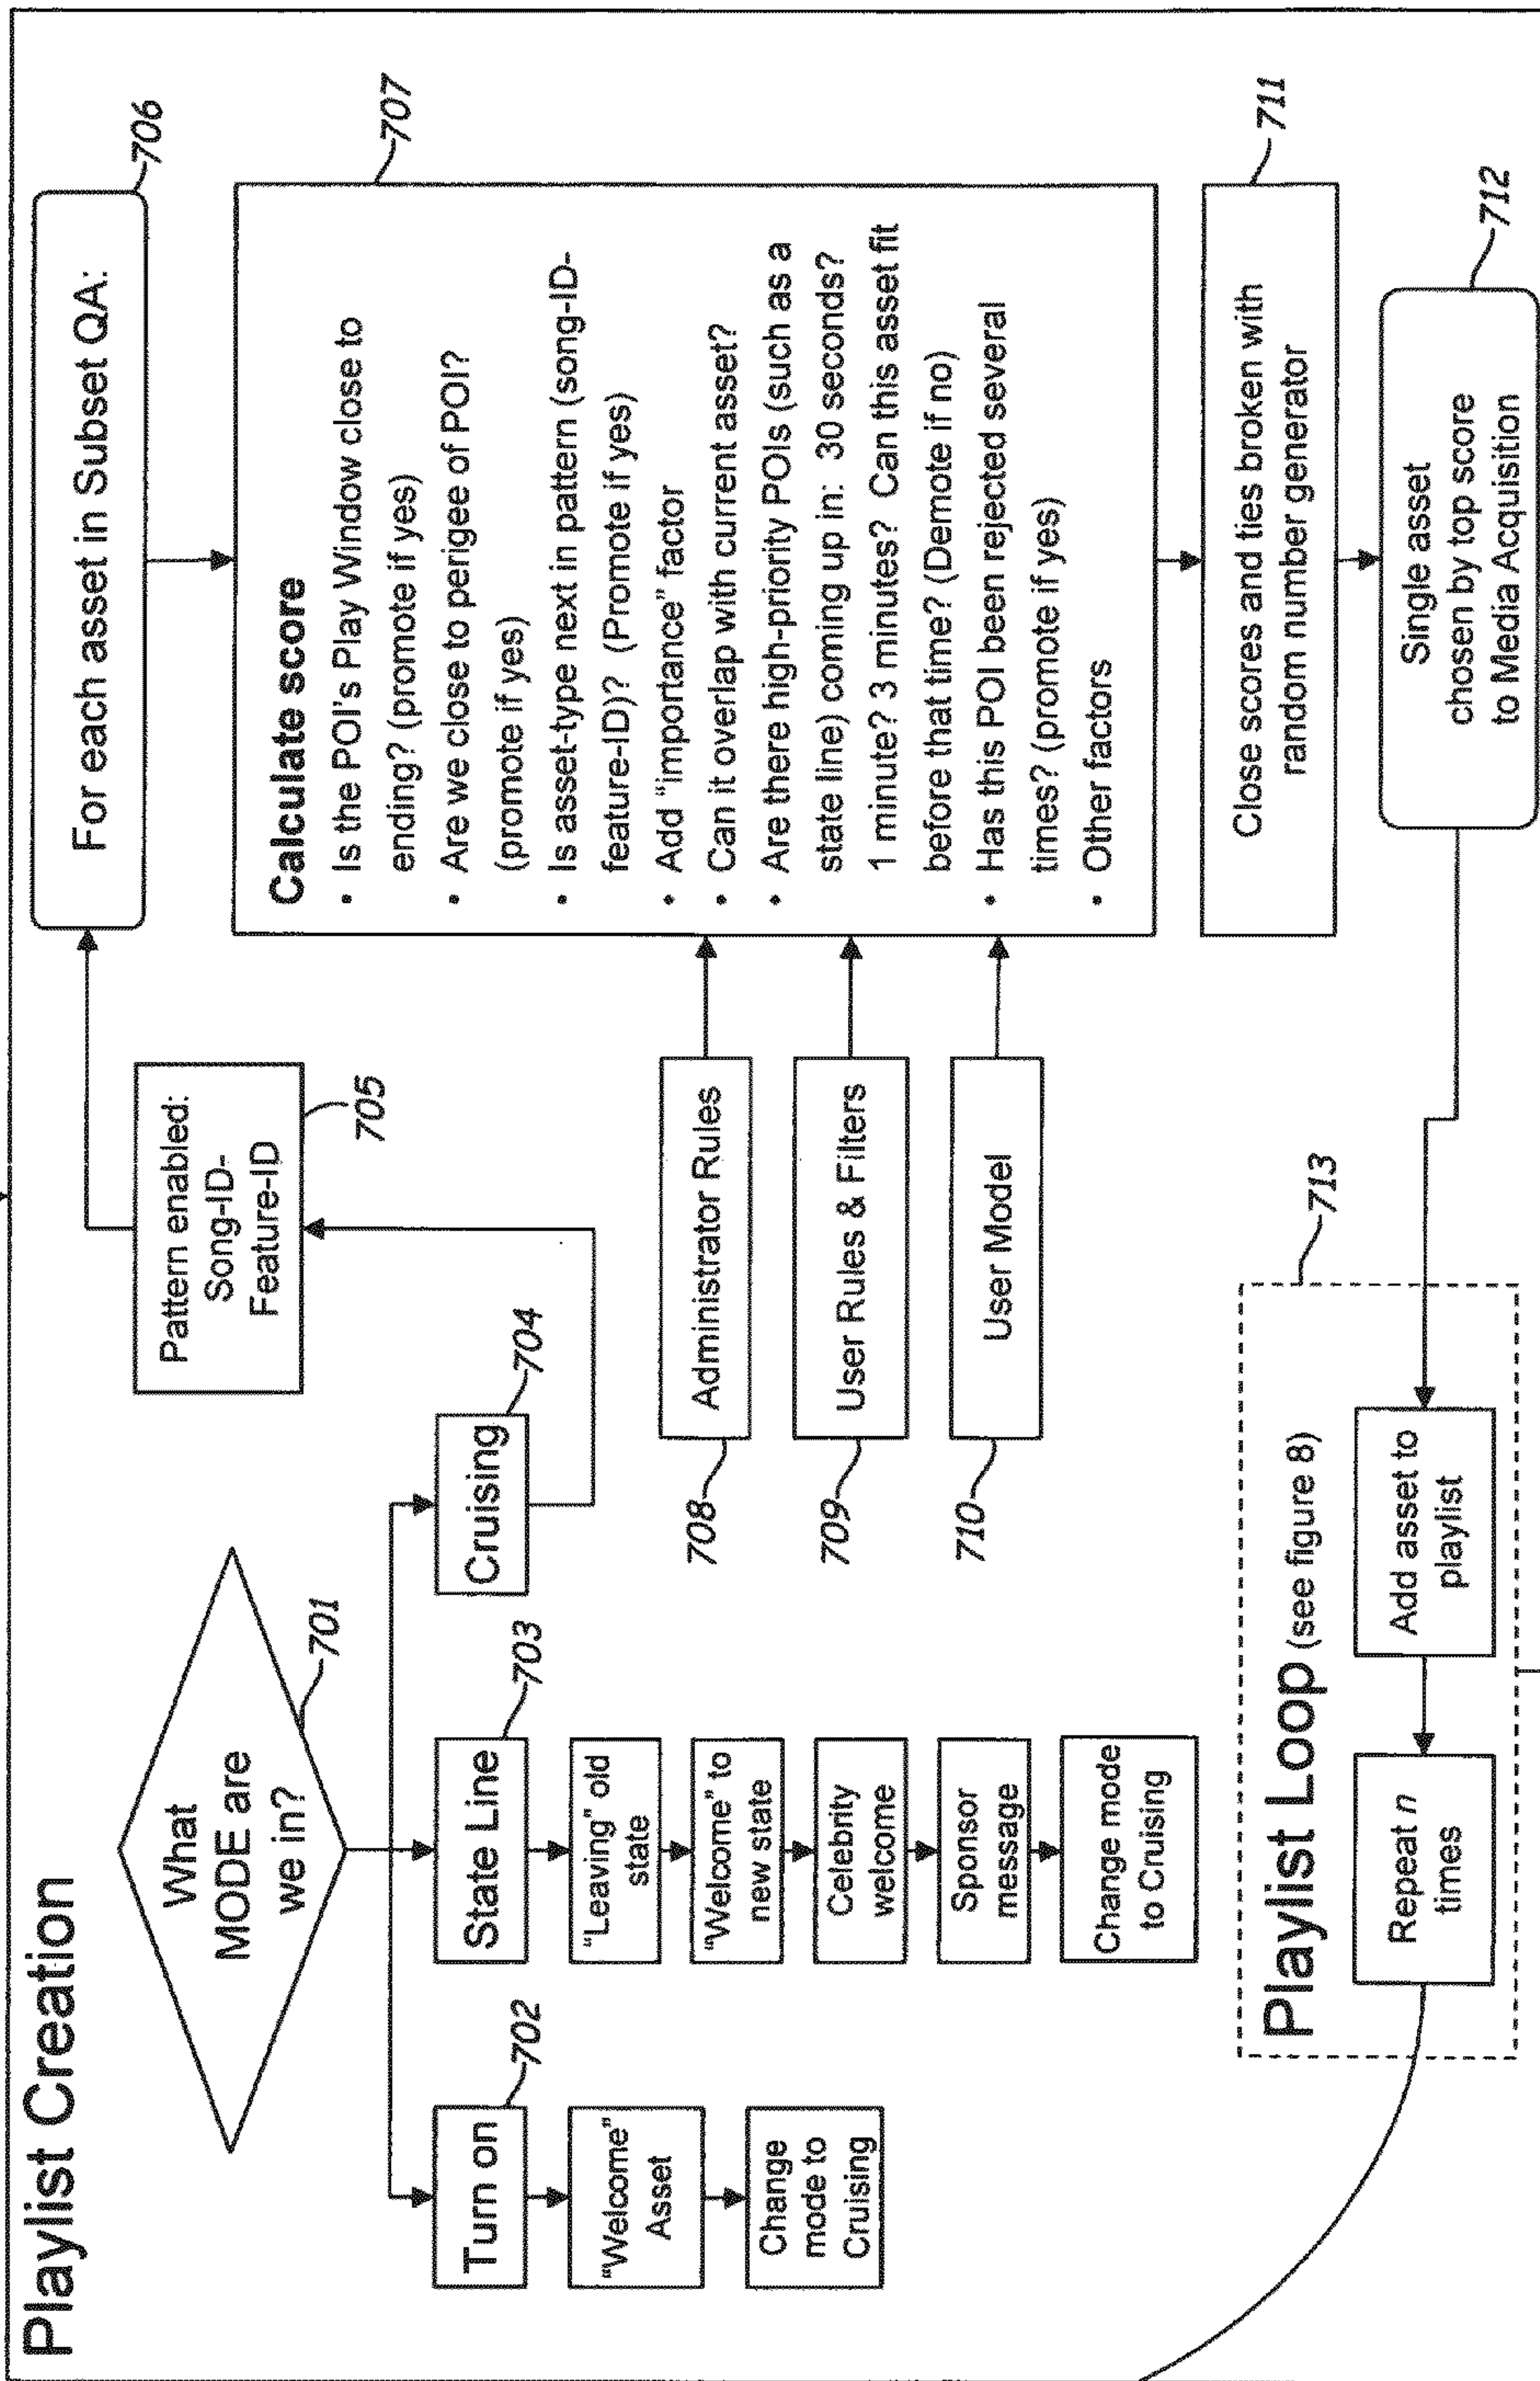 Playlist Creation
What
MODE are
we in?
701
Turn on
702
"Welcome"
Asset
Change
mode to
Cruising
State Line
703
"Leaving" old
state
"Welcome" to
new state
Celebrity
welcome
Sponsor
message
Change mode
to Cruising
Cruising
704
Pattern enabled:
Song-ID-
Feature-ID
705
For each asset in Subset QA:
706
Calculate score
• Is the POI's Play Window close to
ending? (promote if yes)
• Are we close to perigee of POI?
(promote if yes)
• Is asset-type next in pattern (song-ID-
feature-ID)? (Promote if yes)
• Add "importance" factor
• Can it overlap with current asset?
• Are there high-priority POIs (such as a
state line) coming up in: 30 seconds?
1 minute? 3 minutes? Can this asset fit
before that time? (Demote if no)
• Has this POI been rejected several
times? (promote if yes)
• Other factors
707
Administrator Rules
708
User Rules & Filters
709
User Model
710
Close scores and ties broken with
random number generator
711
Single asset
chosen by top score
to Media Acquisition
712
Playlist Loop (see figure 8)
713
Add asset to
playlist
Repeat n
times